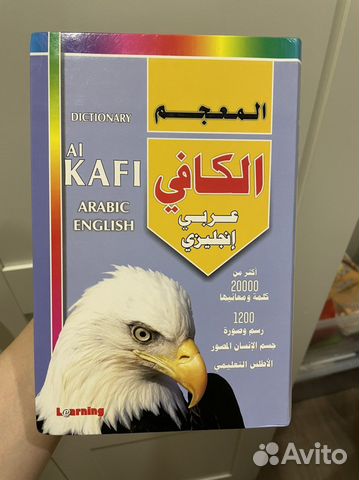 المعجم
DICTIONARY
Al
KAFI
ARABIC
ENGLISH
الكافي
عربي
إنجليزي
أكثر من
20000
كلمة ومعانيها
1200
رسم وصورة
جسم الإنسان المصور
الأطلس التعليمي
Learning
Avito